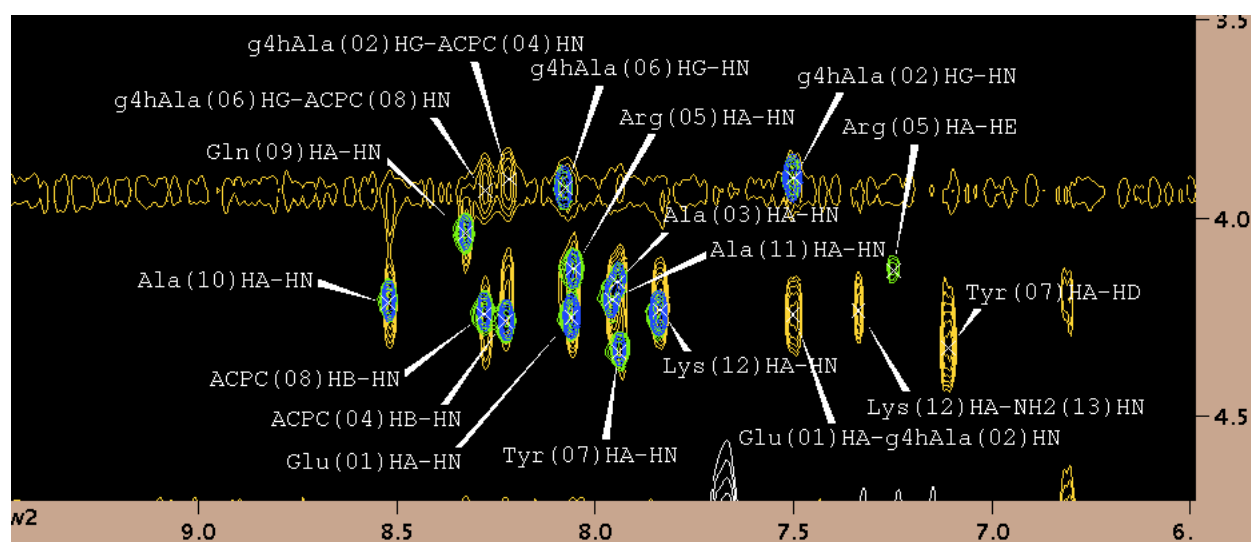 3.5
g4hAla(02)HG-ACPC(04)HN
g4hAla(06)HG-HN
g4hAla(02)HG-HN
g4hAla(06)HG-ACPC(08)HN
Arg(05)HA-HN
Arg(05)HA-HE
Gln(09)HA-HN
4.0
Ala(03)HA-HN
Ala(11)HA-HN
Ala(10)HA-HN
Tyr(07)HA-HD
Lys(12)HA-HN
ACPC(08)HB-HN
Lys(12)HA-NH2(13)HN
ACPC(04)HB-HN
4.5
Glu(01)HA-g4hAla(02)HN
Tyr(07)HA-HN
Glu(01)HA-HN
w2
9.0 8.5 8.0 7.5 7.0 6.